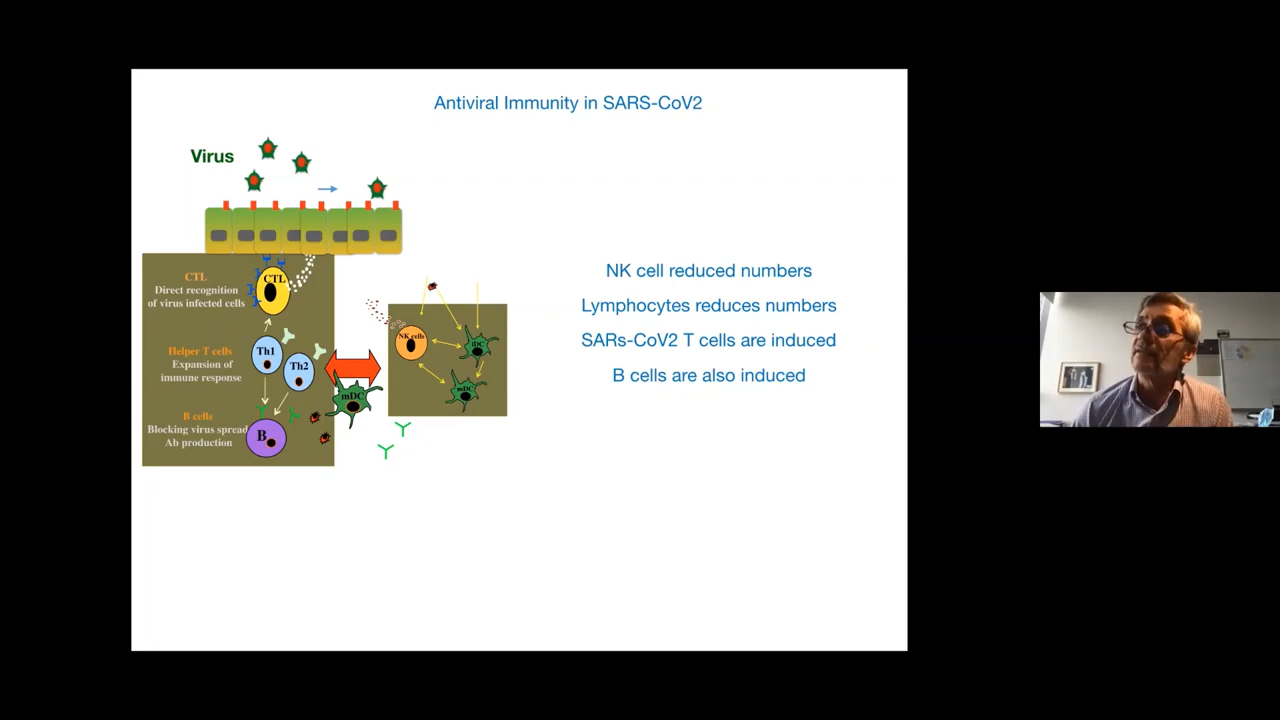 Antiviral Immunity in SARS-CoV2
Virus
CTL
Direct recognition
of virus infected cells
CTL
Helper T cells
Expansion of
immune response
Th1
Th2
B cells
Blocking virus spread
Ab production
B
mDC
NK cells
iDC
mDC
NK cell reduced numbers
Lymphocytes reduces numbers
SARs-CoV2 T cells are induced
B cells are also induced